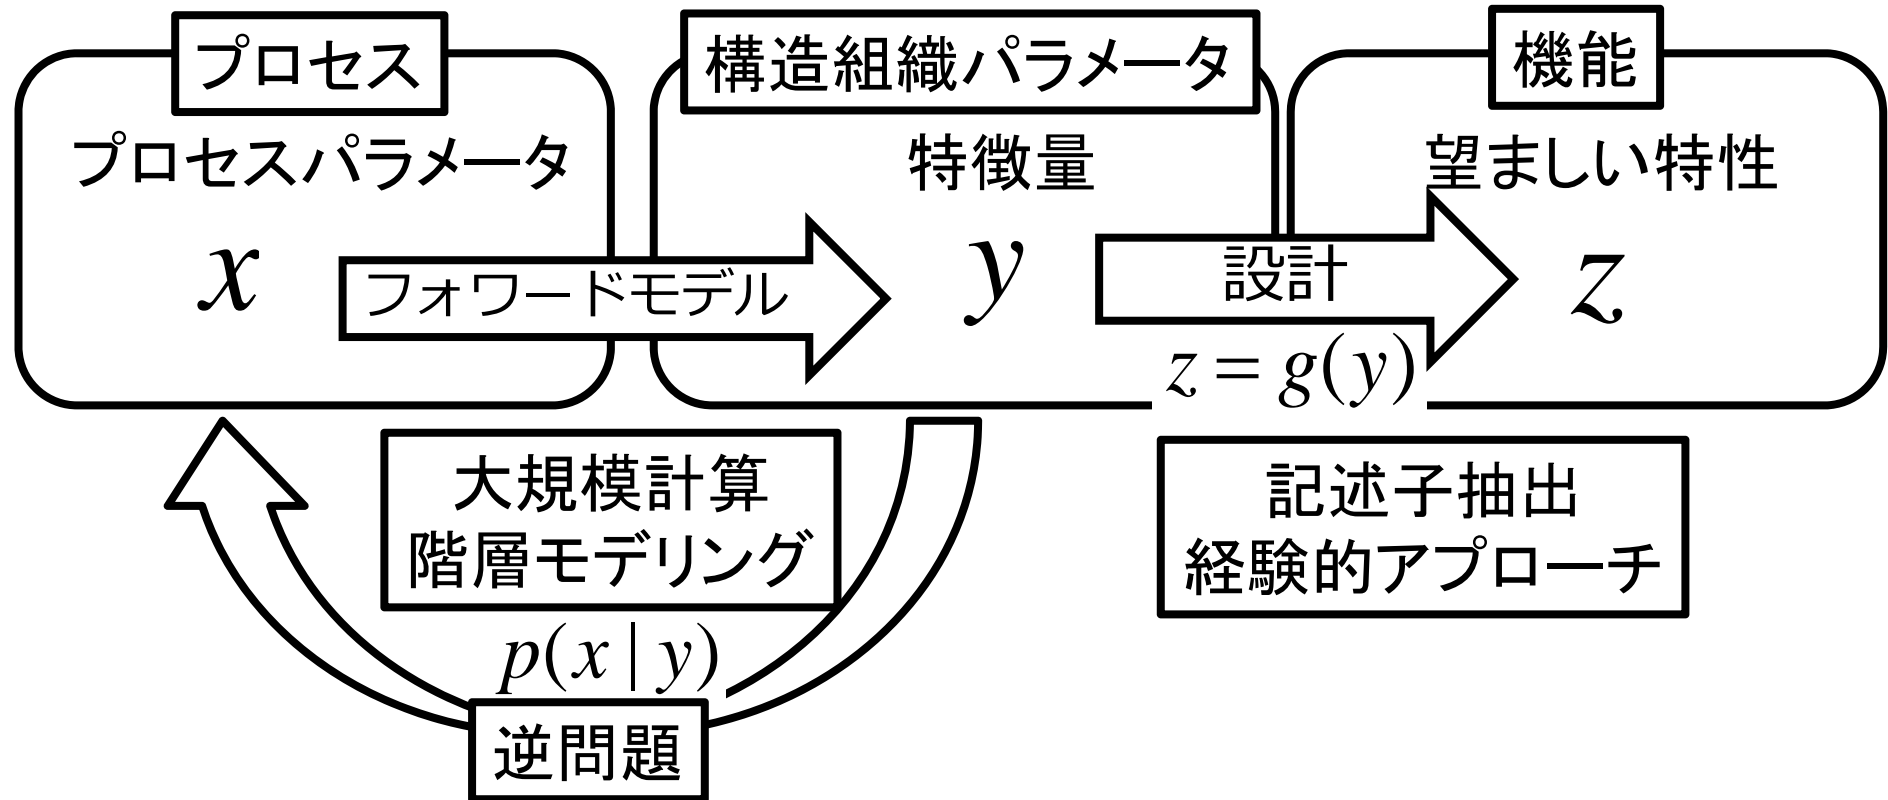 プロセス
プロセスパラメータ
x
フォワードモデル
構造組織パラメータ
特徴量
y
設計
z = g(y)
機能
望ましい特性
z
大規模計算
階層モデリング
p(x | y)
逆問題
記述子抽出
経験的アプローチ